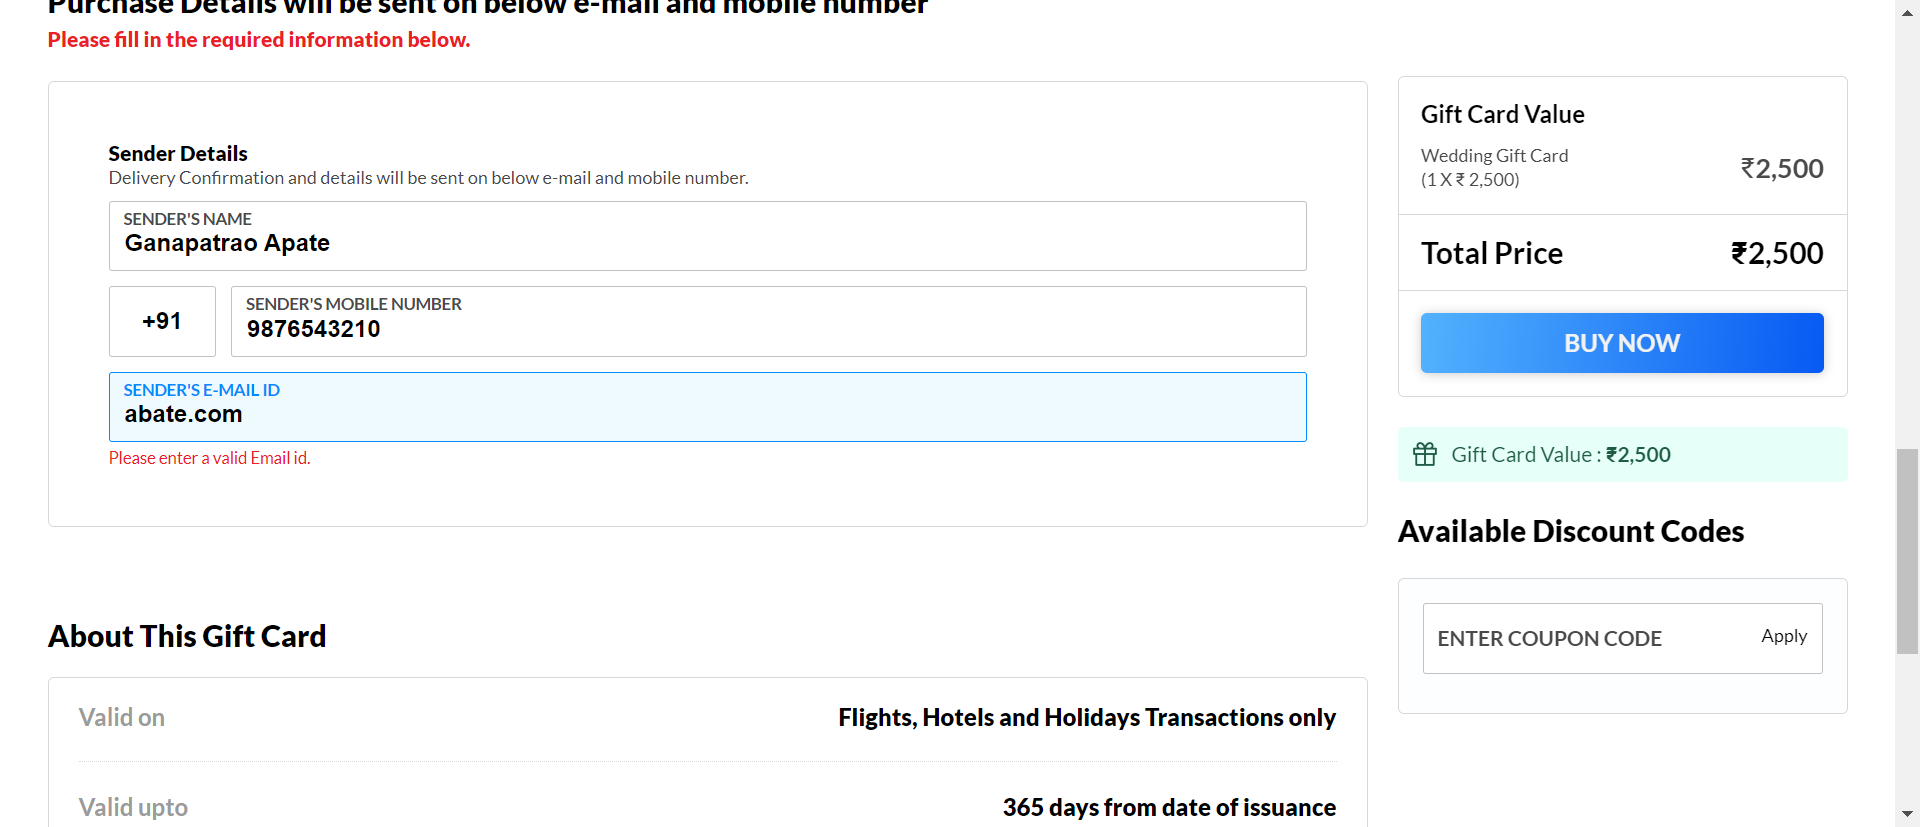 Purchase Details will be sent on below e-mail and mobile number
Please fill in the required information below.
Sender Details
Delivery Confirmation and details will be sent on below e-mail and mobile number.
SENDER'S NAME
Ganapatrao Apate
+91
SENDER'S MOBILE NUMBER
9876543210
SENDER'S E-MAIL ID
abate.com
Please enter a valid Email id.
About This Gift Card
Valid on Flights, Hotels and Holidays Transactions only
Valid upto 365 days from date of issuance
Gift Card Value
Wedding Gift Card
(1 X ₹ 2,500) ₹2,500
Total Price ₹2,500
BUY NOW
Gift Card Value : ₹2,500
Available Discount Codes
ENTER COUPON CODE Apply